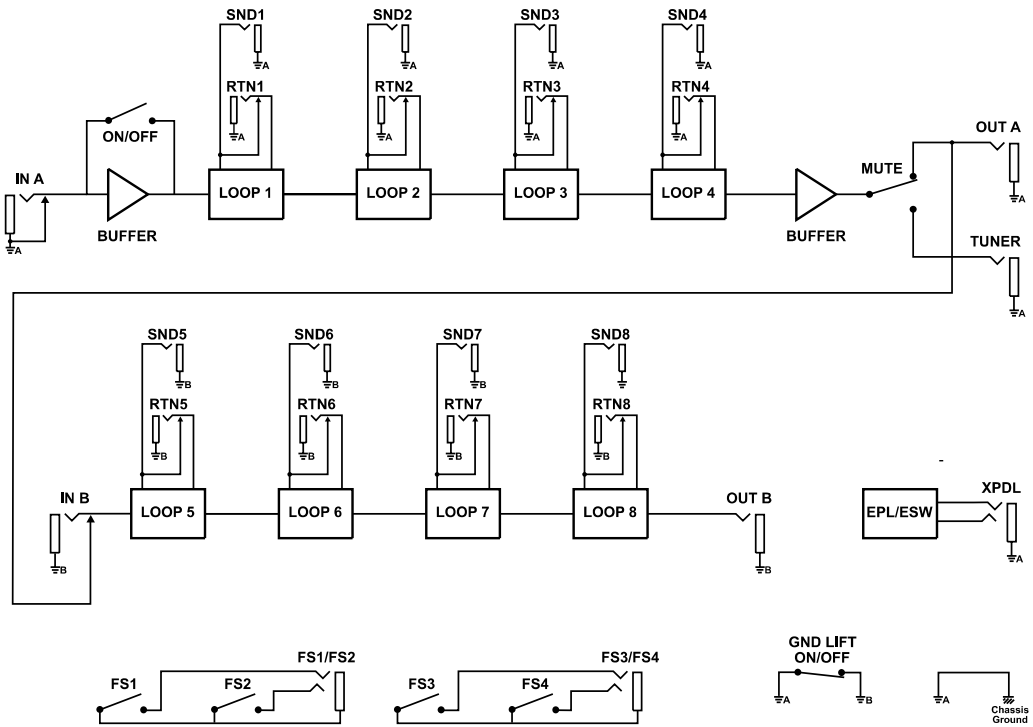 SND1 SND2 SND3 SND4
A A A A
RTN1 RTN2 RTN3 RTN4
A A A A
ON/OFF
OUT A
MUTE
IN A
LOOP 1 LOOP 2 LOOP 3 LOOP 4
A
BUFFER BUFFER
A
TUNER
A
SND5 SND6 SND7 SND8
B B B
RTN5 RTN6 RTN7 RTN8
B B B B
-
IN B
LOOP 5 LOOP 6 LOOP 7 LOOP 8
OUT B
EPL/ESW
XPDL
B B A
GND LIFT
ON/OFF
FS1/FS2 FS3/FS4
FS1 FS2 FS3 FS4
A B A
Chassis
Ground